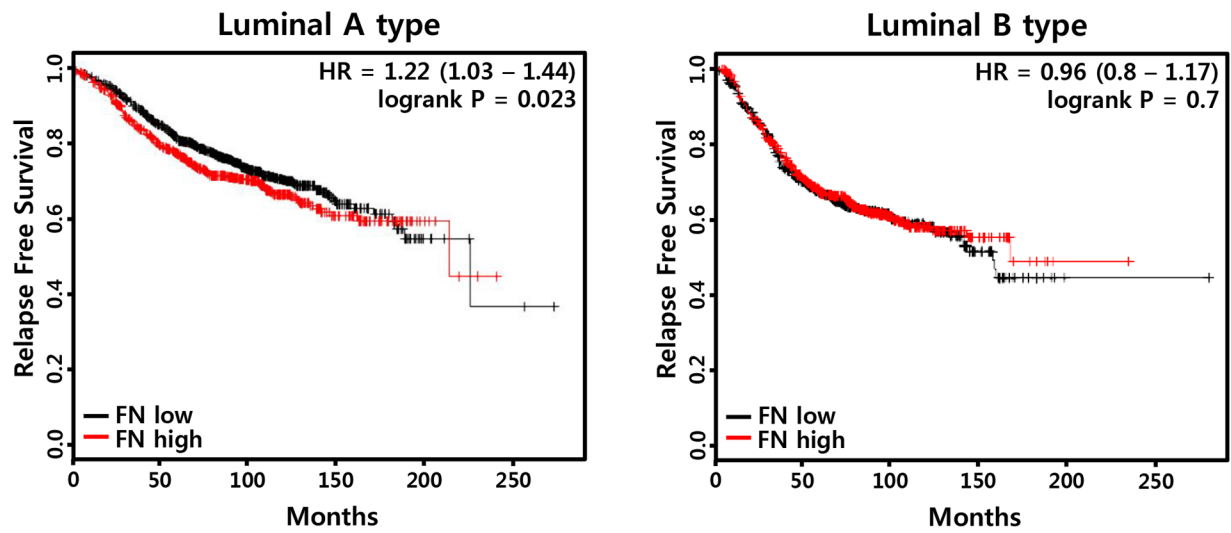 Luminal A type
HR = 1.22 (1.03 – 1.44)
logrank P = 0.023
Relapse Free Survival
1.0
0.8
0.6
0.4
0.2
0.0
FN low
FN high
0 50 100 150 200 250
Months
Luminal B type
HR = 0.96 (0.8 – 1.17)
logrank P = 0.7
Relapse Free Survival
1.0
0.8
0.6
0.4
0.2
0.0
FN low
FN high
0 50 100 150 200 250
Months